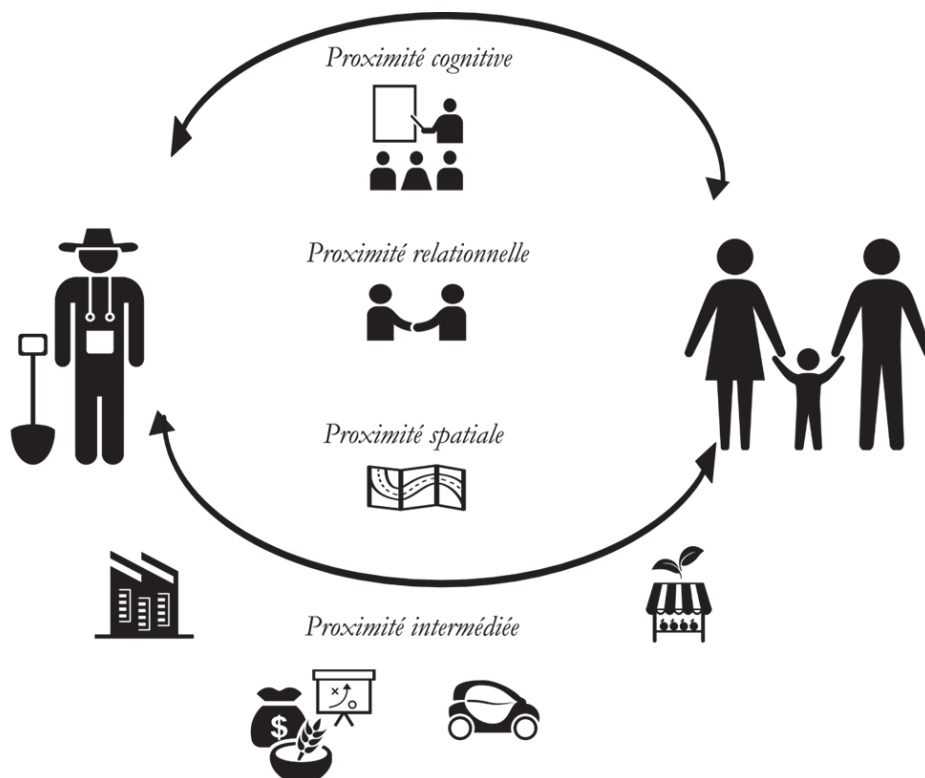 Proximité cognitive
Proximité relationnelle
Proximité spatiale
Proximité intermédiée
x
$